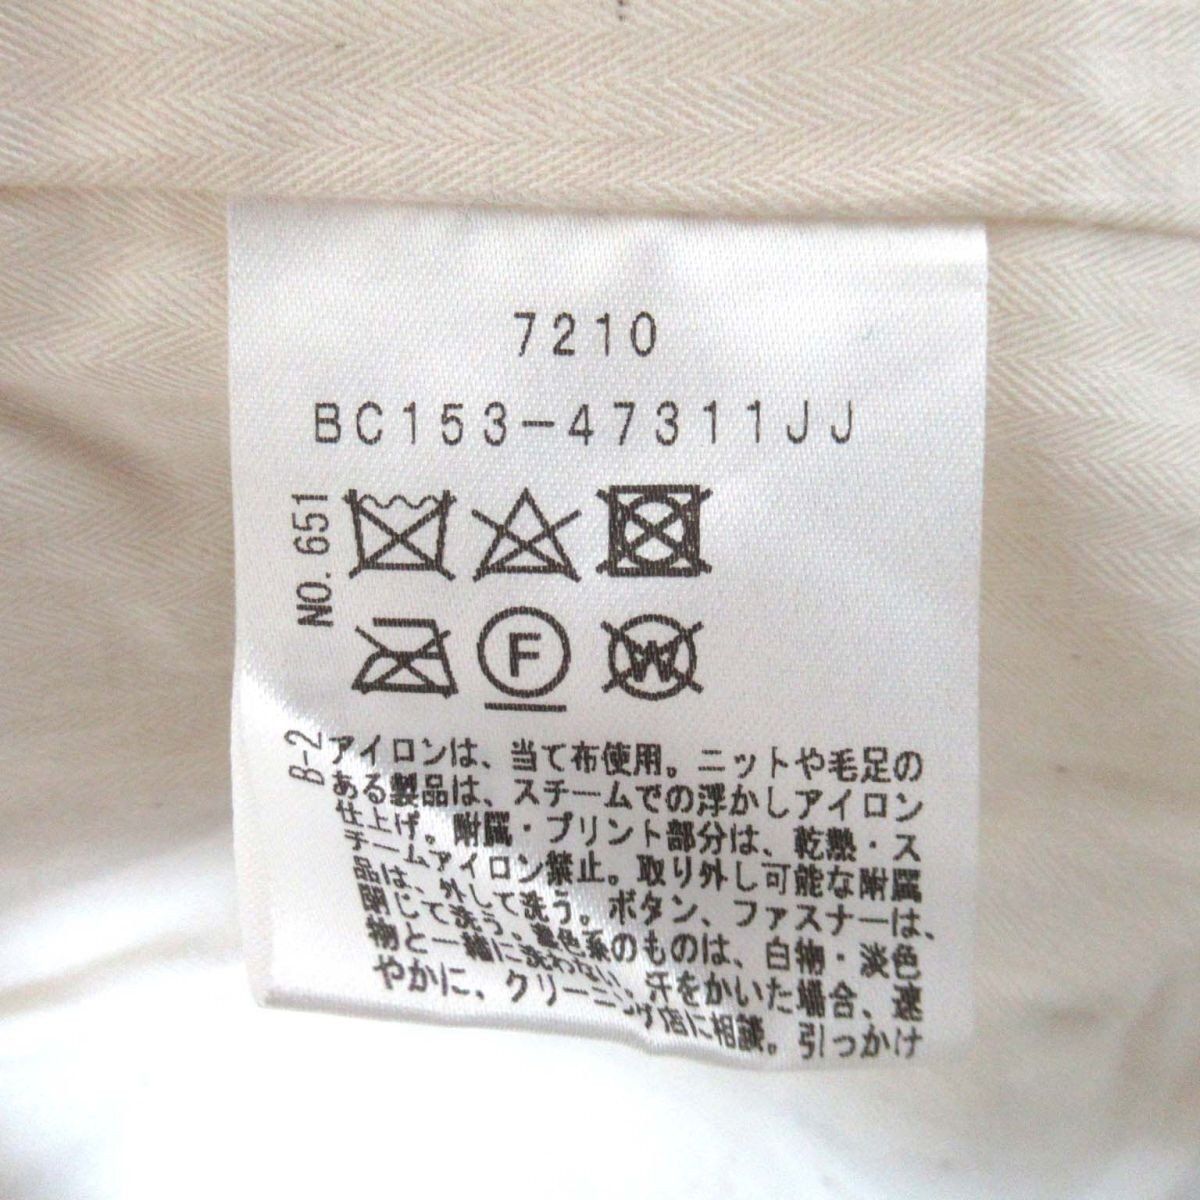 7210
BC153-47311JJ
NO. 651
F
W
B-2
アイロンは、当て布使用。ニットや毛足の
ある製品は、スチームでの浮かしアイロン
仕上げ。附属・プリント部分は、乾熱・ス
チームアイロン禁止。取り外し可能な附属
品は、外して洗う。ボタン、ファスナーは、
閉じて洗う。濃色系のものは、白物・淡色
物と一緒に洗わない。汗をかいた場合、速
やかに、クリーニング店に相談。引っかけ